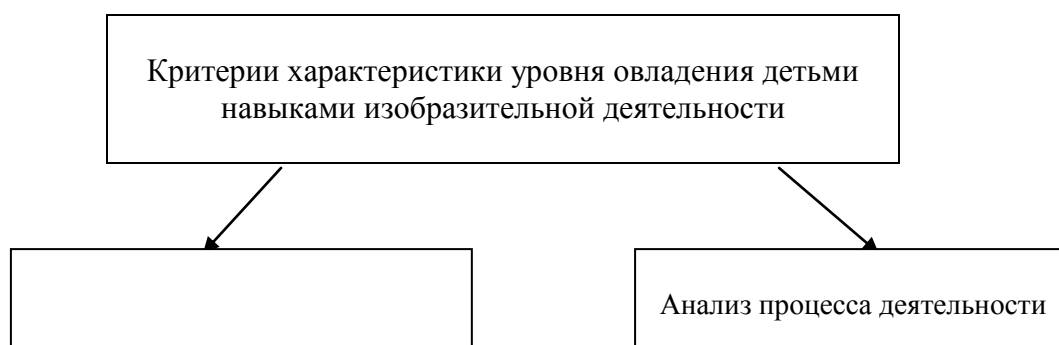 Критерии характеристики уровня овладения детьми
навыками изобразительной деятельности
Анализ процесса деятельности